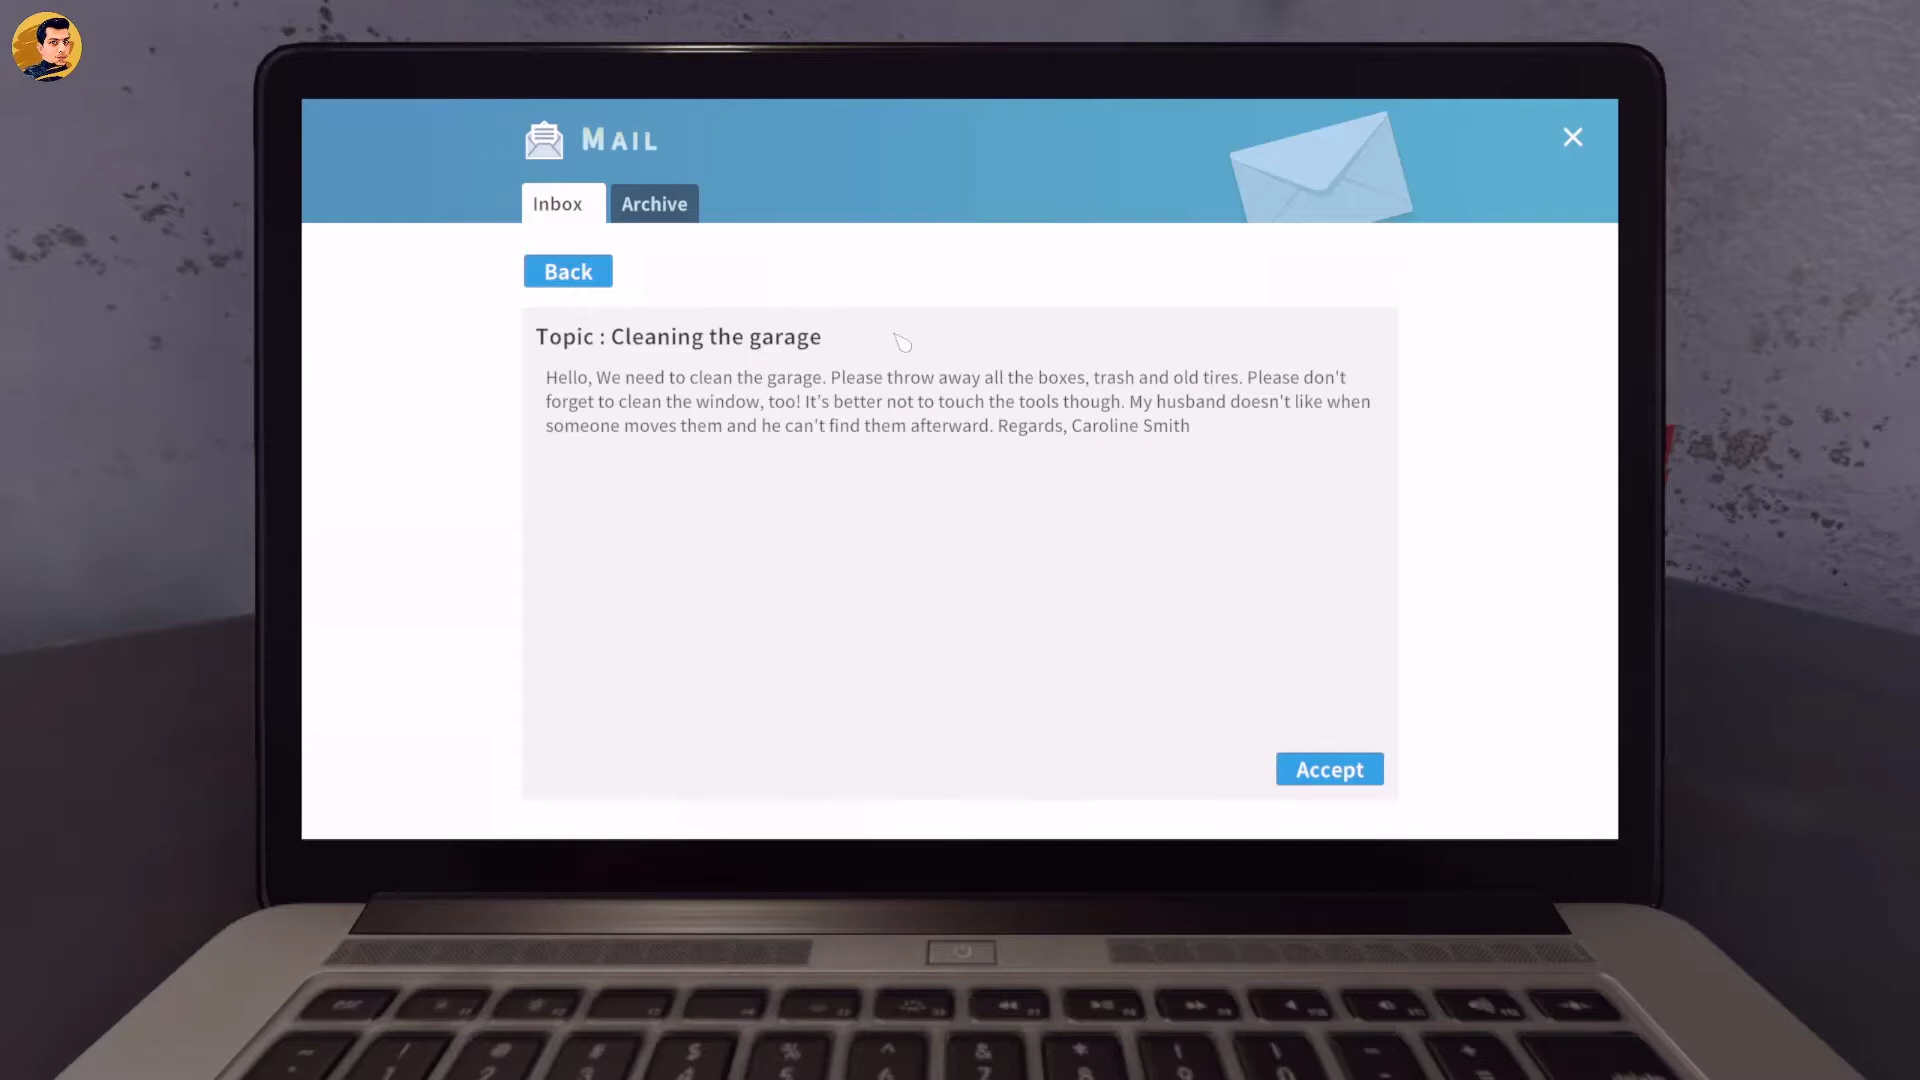 MAIL
Inbox
Archive
Back
Topic : Cleaning the garage
Hello, We need to clean the garage. Please throw away all the boxes, trash and old tires. Please don't
forget to clean the window, too! It’s better not to touch the tools though. My husband doesn't like when
someone moves them and he can't find them afterward. Regards, Caroline Smith
Accept